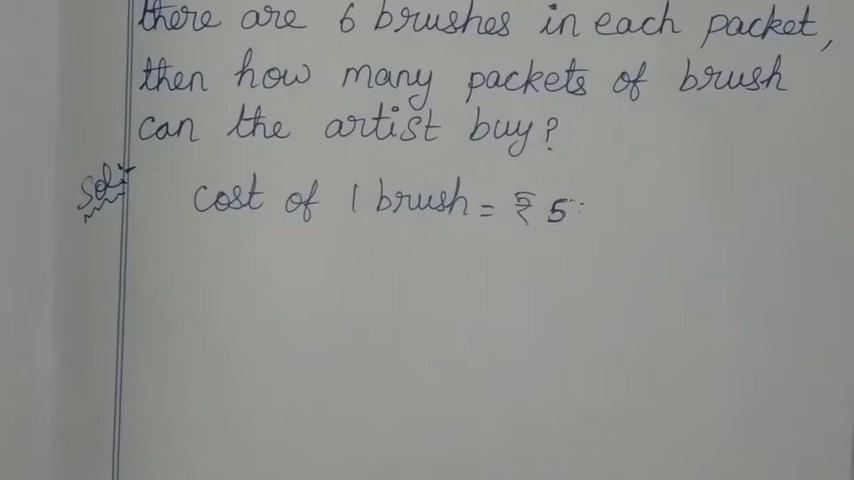 there are 6 brushes in each packet,
then how many packets of brush
can the artist buy?
Sol:
cost of 1 brush = ₹ 5